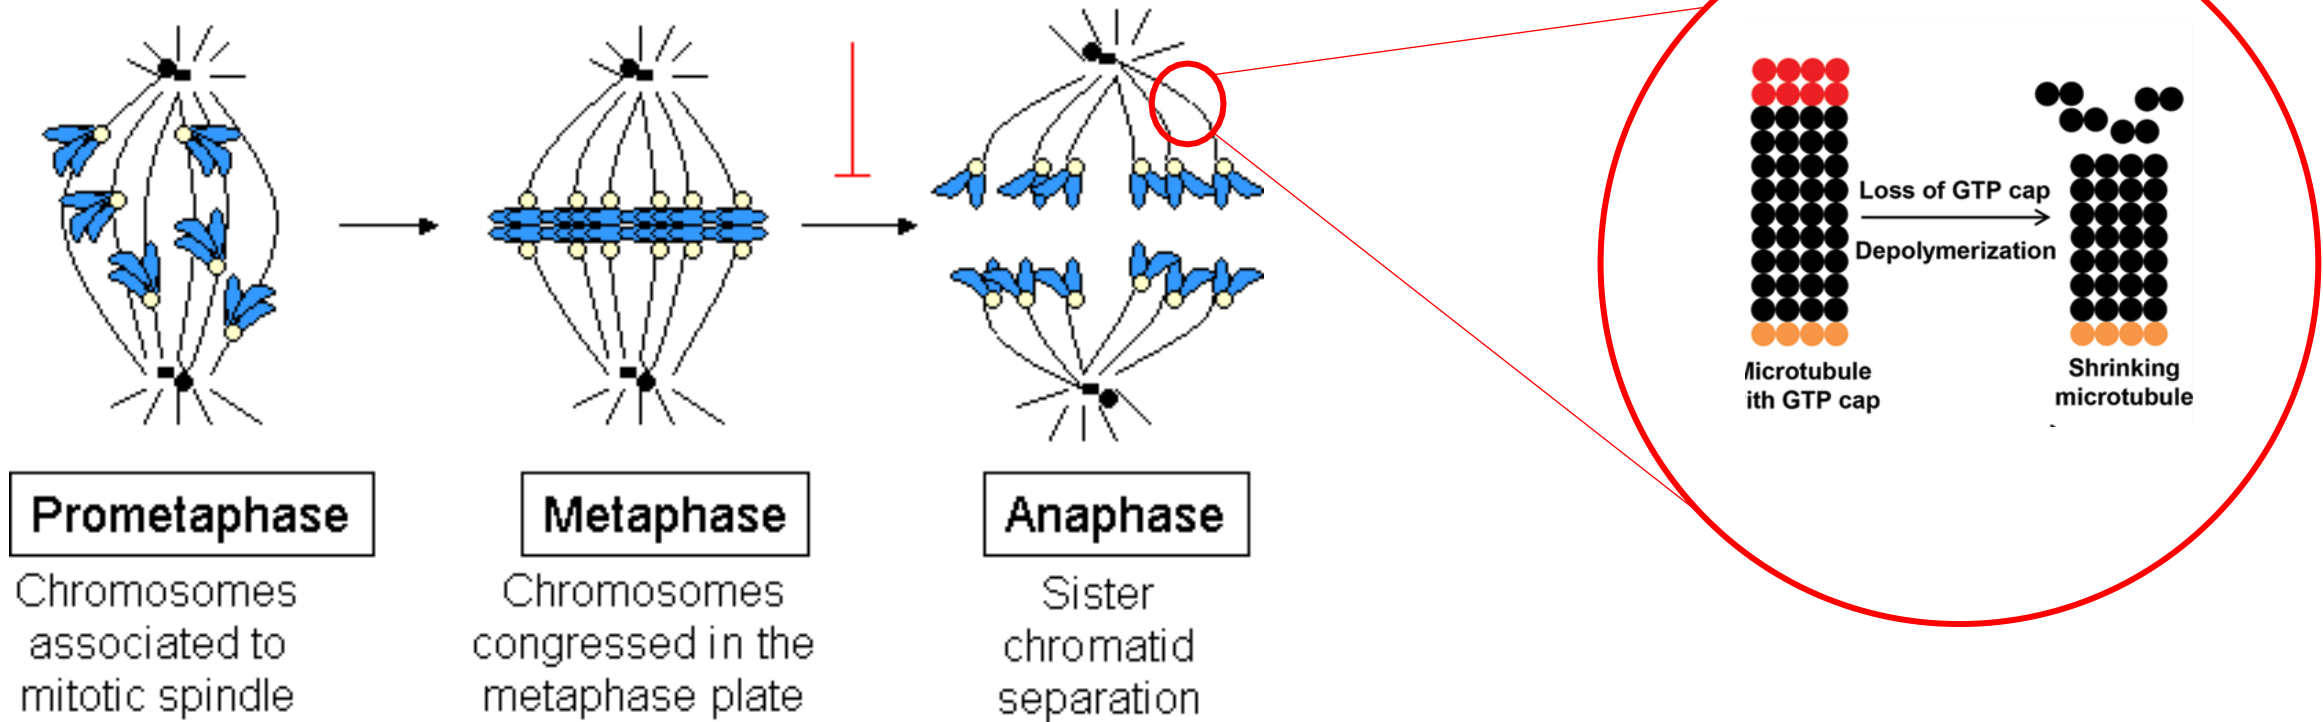 Prometaphase
Chromosomes
associated to
mitotic spindle
Metaphase
Chromosomes
congressed in the
metaphase plate
Anaphase
Sister
chromatid
separation
Loss of GTP cap
Depolymerization
Microtubule
ith GTP cap
Shrinking
microtubule